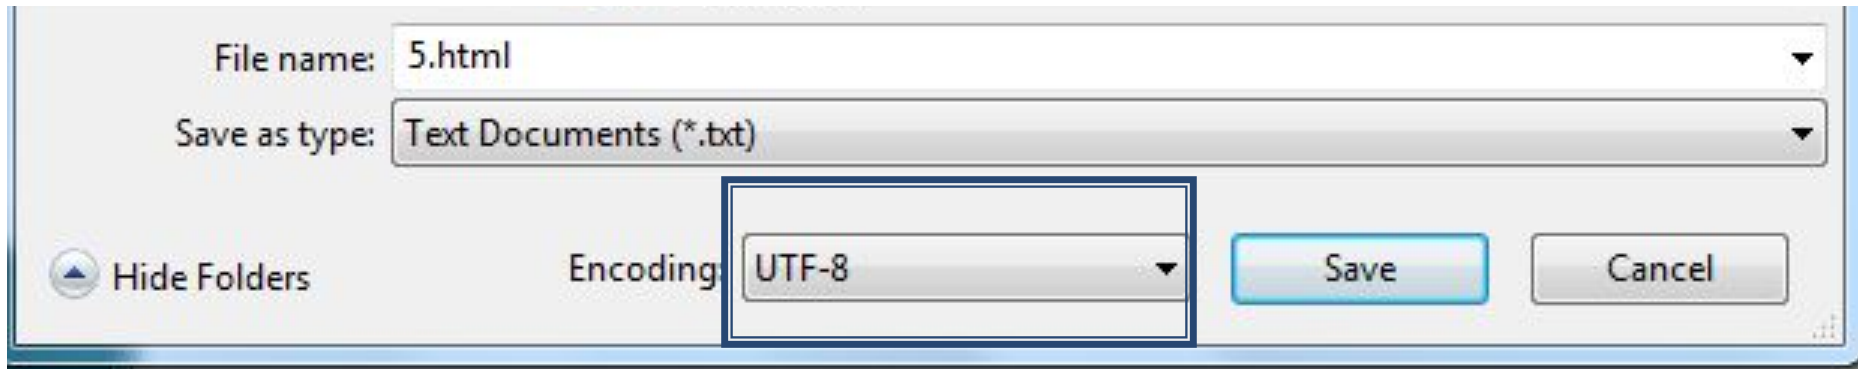 File name: 5.html
Save as type: Text Documents (*.txt)
Hide Folders Encoding: UTF-8 Save Cancel